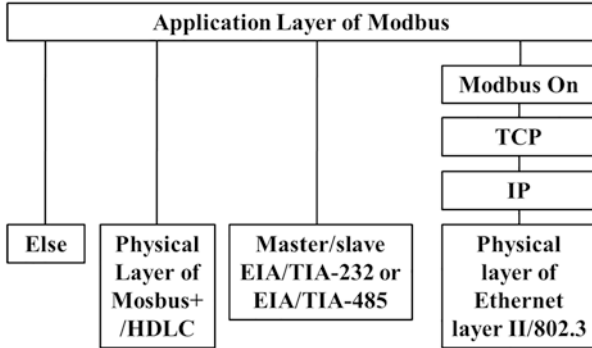 Application Layer of Modbus
Modbus On
TCP
IP
Else
Physical
Layer of
Mosbus+
/HDLC
Master/slave
EIA/TIA-232 or
EIA/TIA-485
Physical
layer of
Ethernet
layer II/802.3